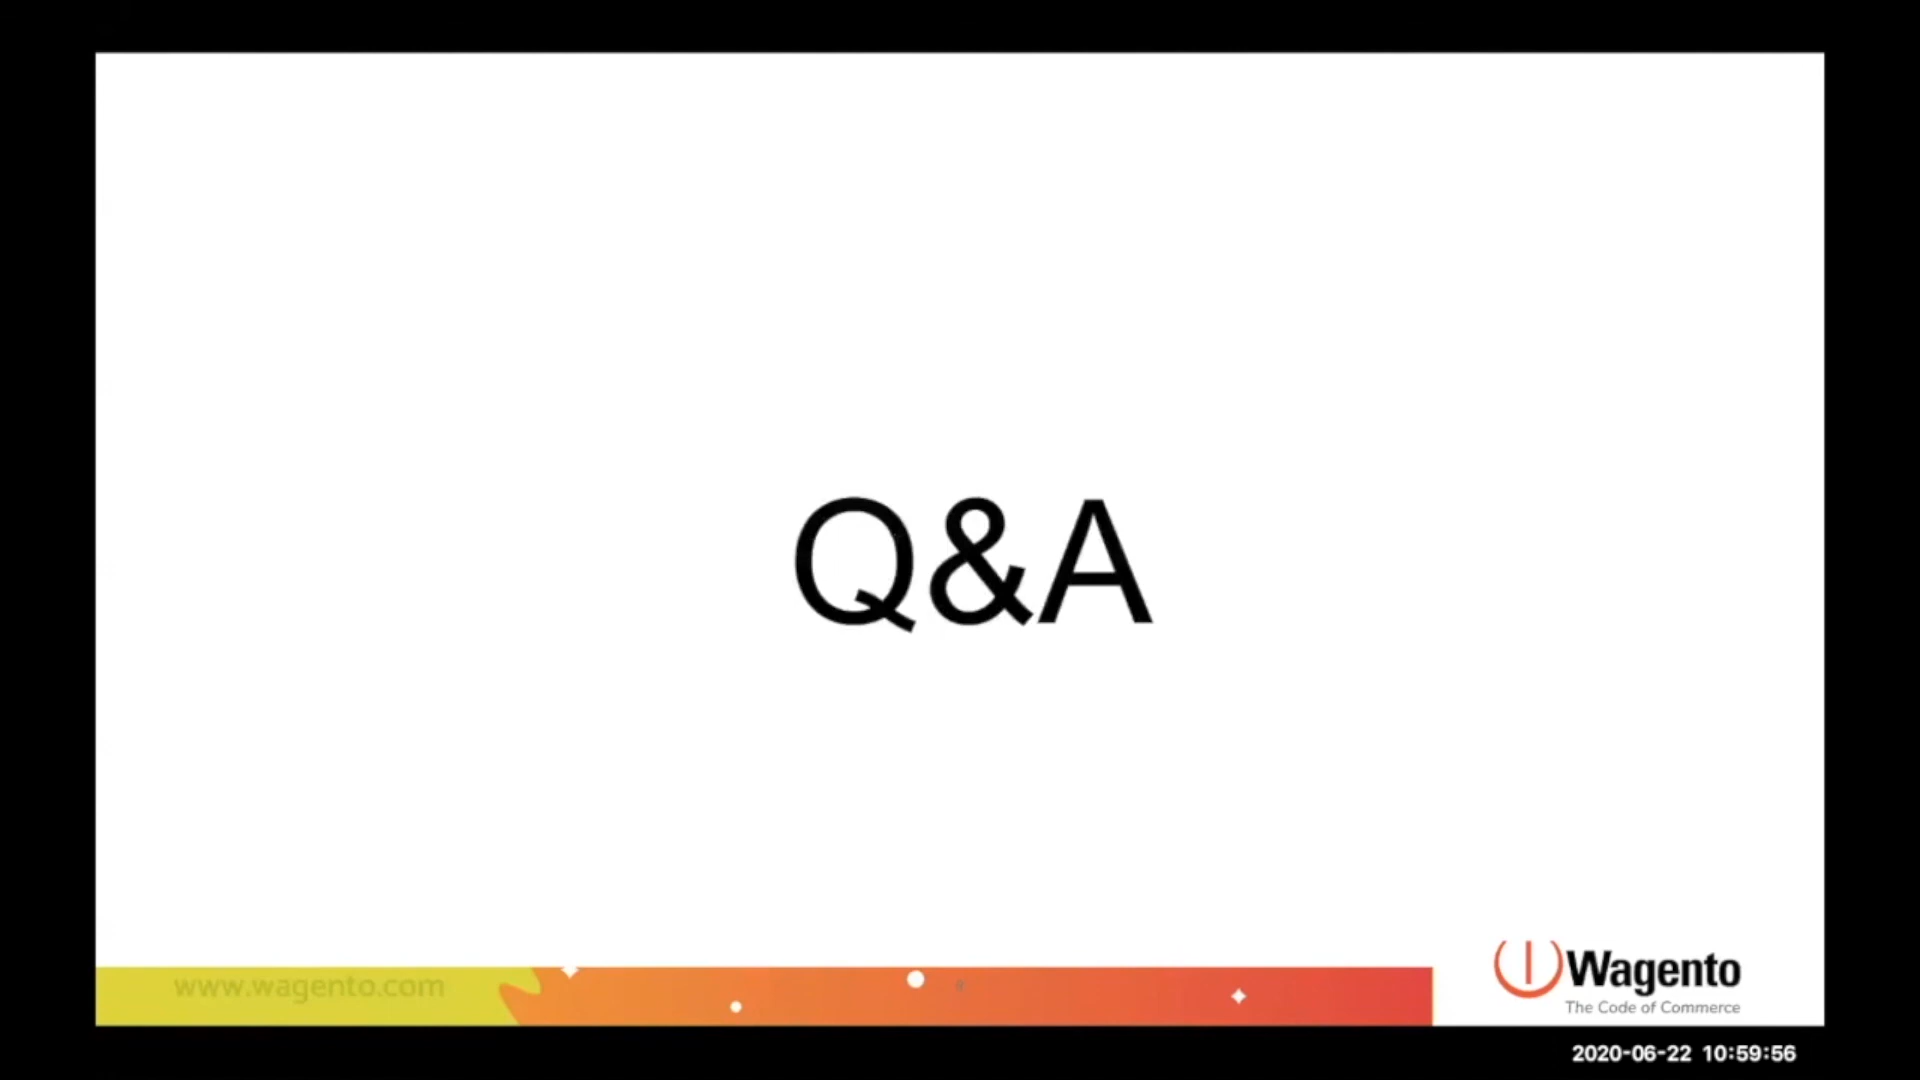 Q&A
www.wagento.com
Wagento
The Code of Commerce
2020-06-22 10:59:56